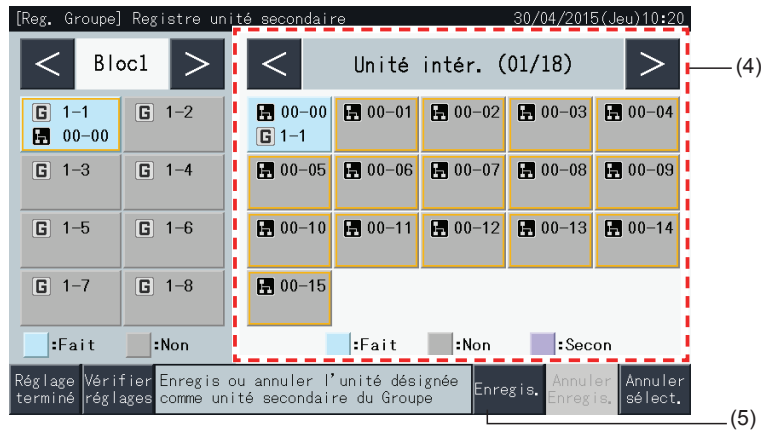 [Reg. Groupe] Registre unité secondaire 30/04/2015(Jeu)10:20
< Bloc1 >
< Unité intér. (01/18) >
(4)
G 1-1
00-00
G 1-2
G 1-3
G 1-4
G 1-5
G 1-6
G 1-7
G 1-8
:Fait :Non
00-00
G 1-1
00-01
00-02
00-03
00-04
00-05
00-06
00-07
00-08
00-09
00-10
00-11
00-12
00-13
00-14
00-15
:Fait :Non :Secon
Réglage
terminé
Vérifier
réglages
Enregis ou annuler l'unité désignée
comme unité secondaire du Groupe
Enregis.
Annuler
Enregis.
Annuler
sélect.
(5)